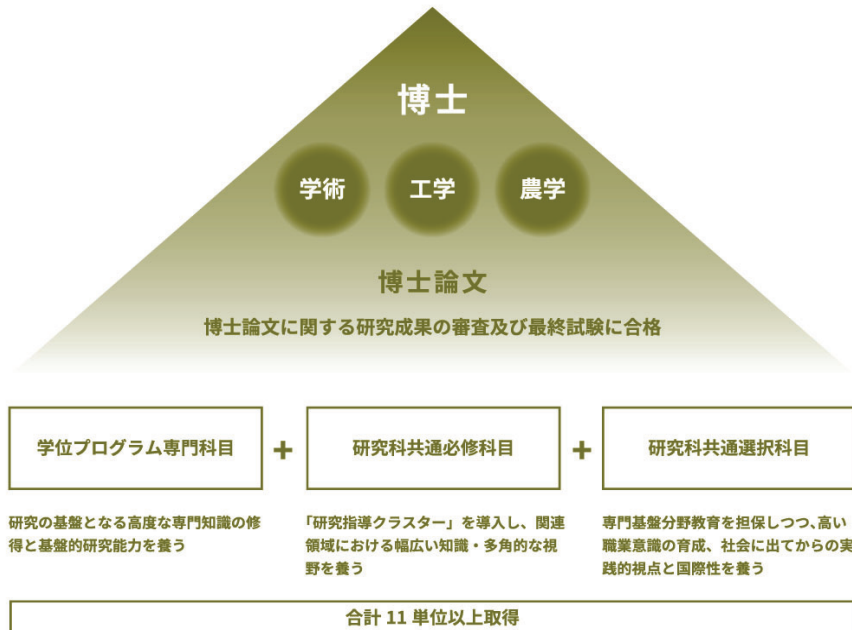 博士
学術 工学 農学
博士論文
博士論文に関する研究成果の審査及び最終試験に合格
学位プログラム専門科目 + 研究科共通必修科目 + 研究科共通選択科目
研究の基盤となる高度な専門知識の修
得と基盤的研究能力を養う
「研究指導クラスター」を導入し、関連
領域における幅広い知識・多角的な視
野を養う
専門基盤分野教育を担保しつつ、高い
職業意識の育成、社会に出てからの実
践的視点と国際性を養う
合計 11 単位以上取得